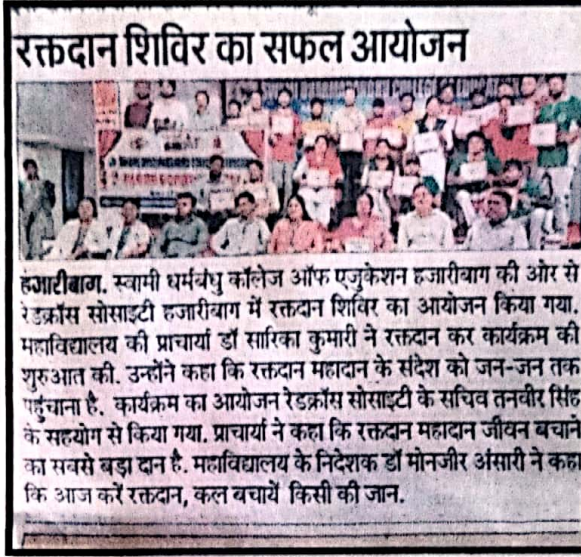 रक्तदान शिविर का सफल आयोजन
हजारीबाग. स्वामी धर्मबंधु कॉलेज ऑफ एजुकेशन हजारीबाग की ओर से
रेडक्रॉस सोसाइटी हजारीबाग में रक्तदान शिविर का आयोजन किया गया.
महाविद्यालय की प्राचार्या डॉ सारिका कुमारी ने रक्तदान कर कार्यक्रम की
शुरुआत की. उन्होंने कहा कि रक्तदान महादान के संदेश को जन-जन तक
पहुंचाना है. कार्यक्रम का आयोजन रेडक्रॉस सोसाइटी के सचिव तनवीर सिंह
के सहयोग से किया गया. प्राचार्या ने कहा कि रक्तदान महादान जीवन बचाने
का सबसे बड़ा दान है. महाविद्यालय के निदेशक डॉ मोनजीर अंसारी ने कहा
कि आज करें रक्तदान, कल बचायें किसी की जान.